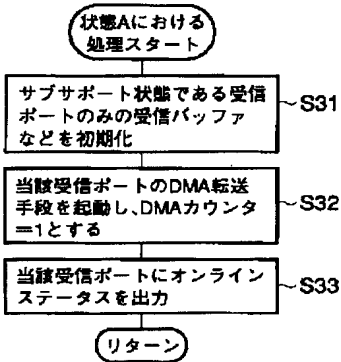 状態Aにおける
処理スタート
サブサポート状態である受信
ポートのみの受信バッファ
などを初期化
S31
当該受信ポートのDMA転送
手段を起動し、DMAカウンタ
=1とする
S32
当該受信ポートにオンライン
ステータスを出力
S33
リターン